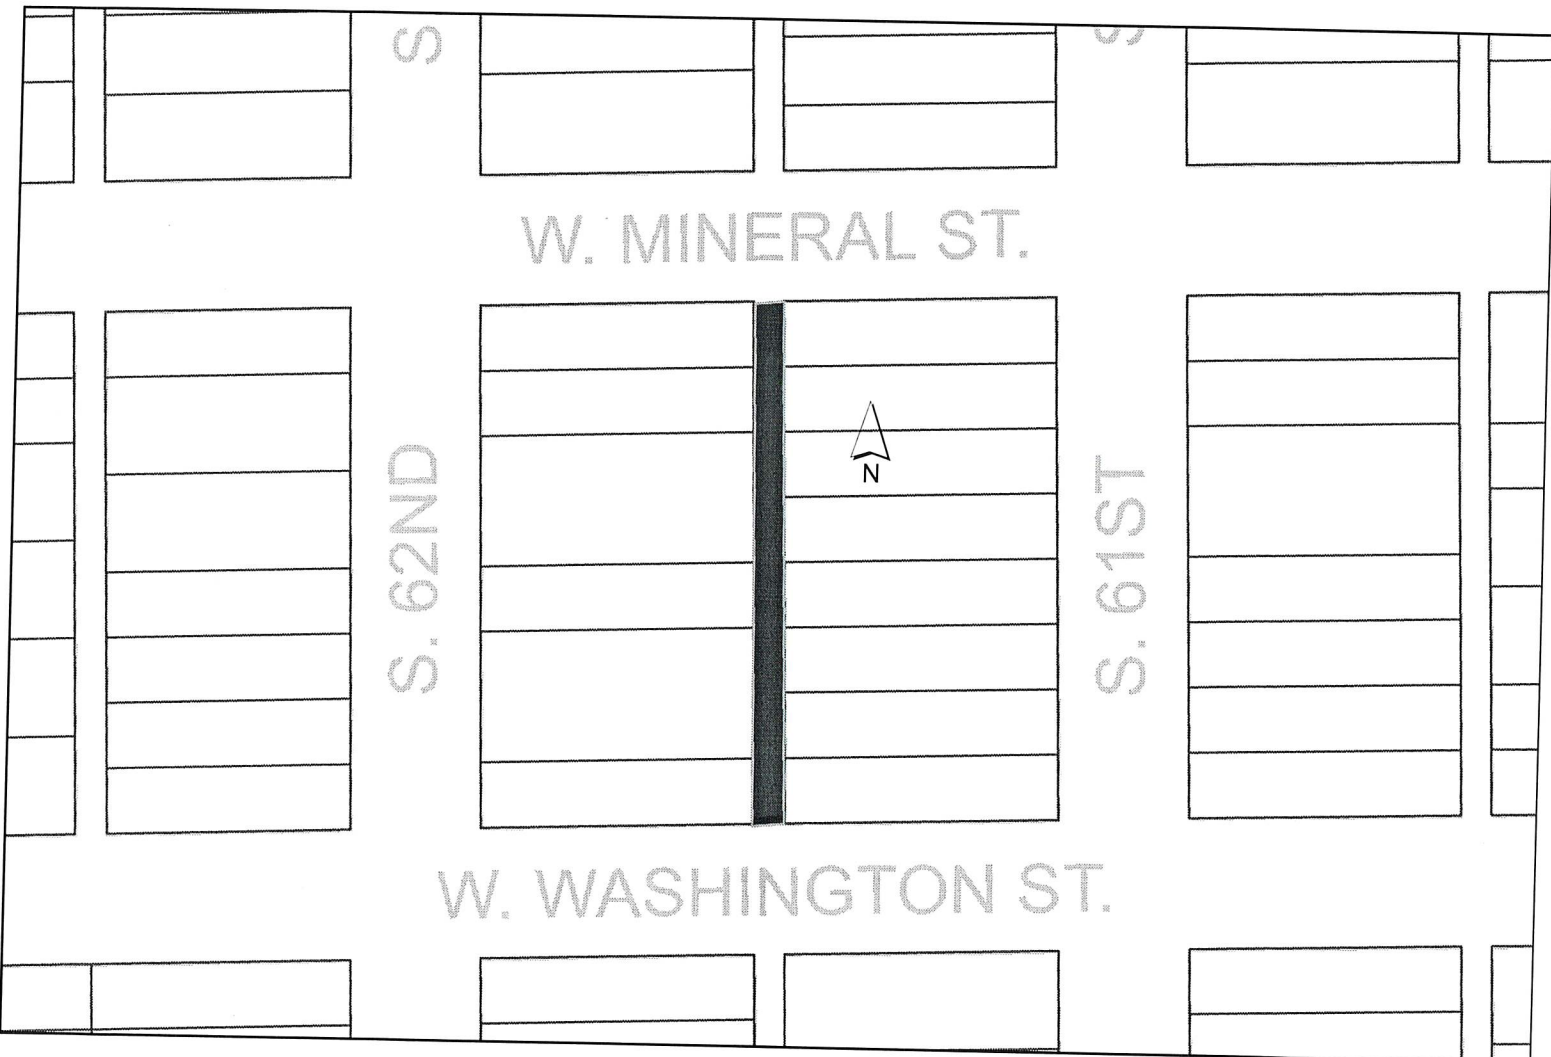 S
S
W. MINERAL ST.
N
S. 62ND
S. 61ST
W. WASHINGTON ST.